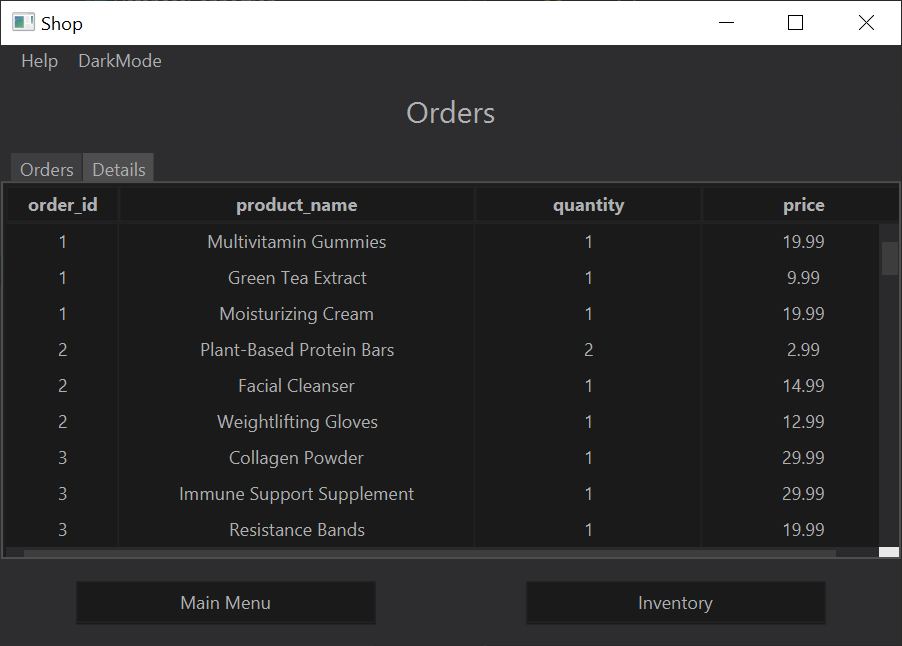 Shop
Help DarkMode
Orders
Orders Details
order_id product_name quantity price
1 Multivitamin Gummies 1 19.99
1 Green Tea Extract 1 9.99
1 Moisturizing Cream 1 19.99
2 Plant-Based Protein Bars 2 2.99
2 Facial Cleanser 1 14.99
2 Weightlifting Gloves 1 12.99
3 Collagen Powder 1 29.99
3 Immune Support Supplement 1 29.99
3 Resistance Bands 1 19.99
Main Menu Inventory